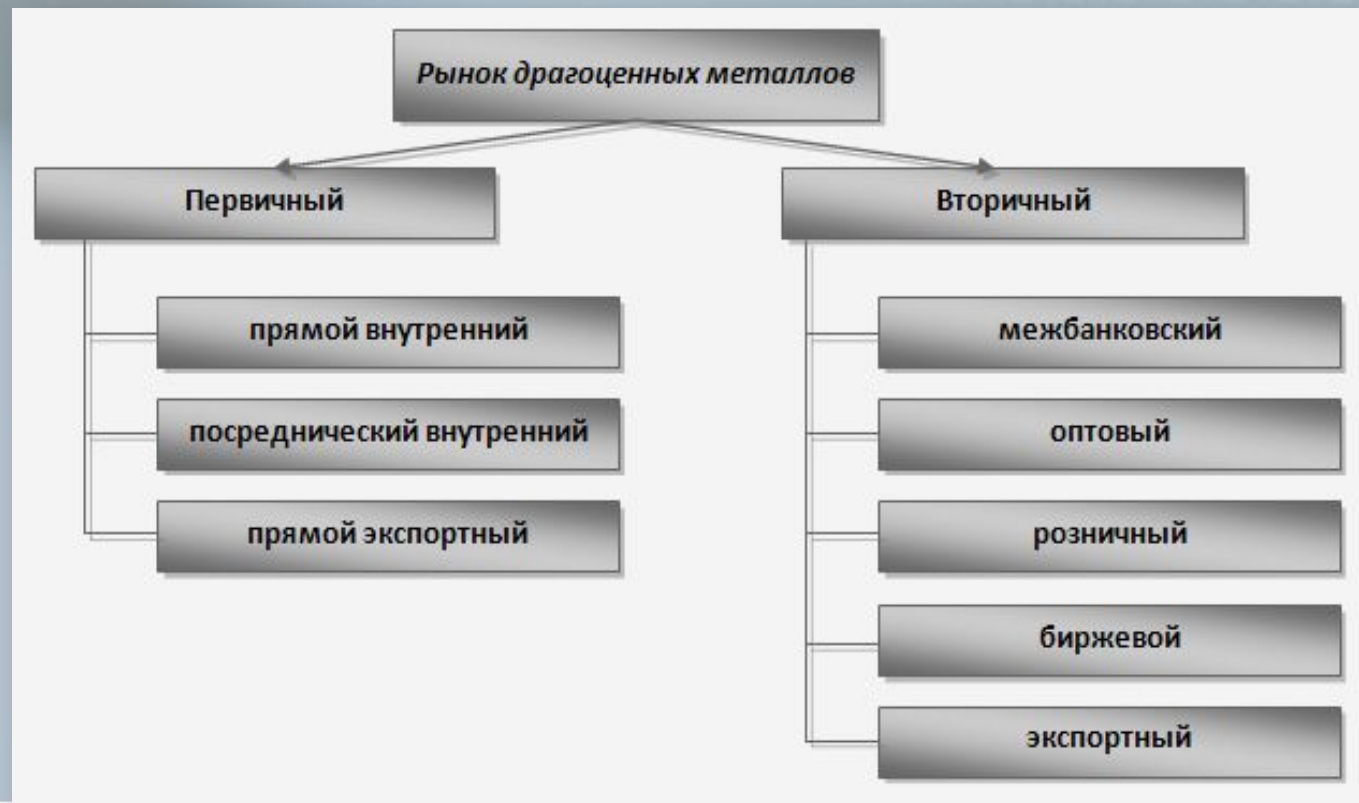 Рынок драгоценных металлов
Первичный
прямой внутренний
посреднический внутренний
прямой экспортный
Вторичный
межбанковский
оптовый
розничный
биржевой
экспортный